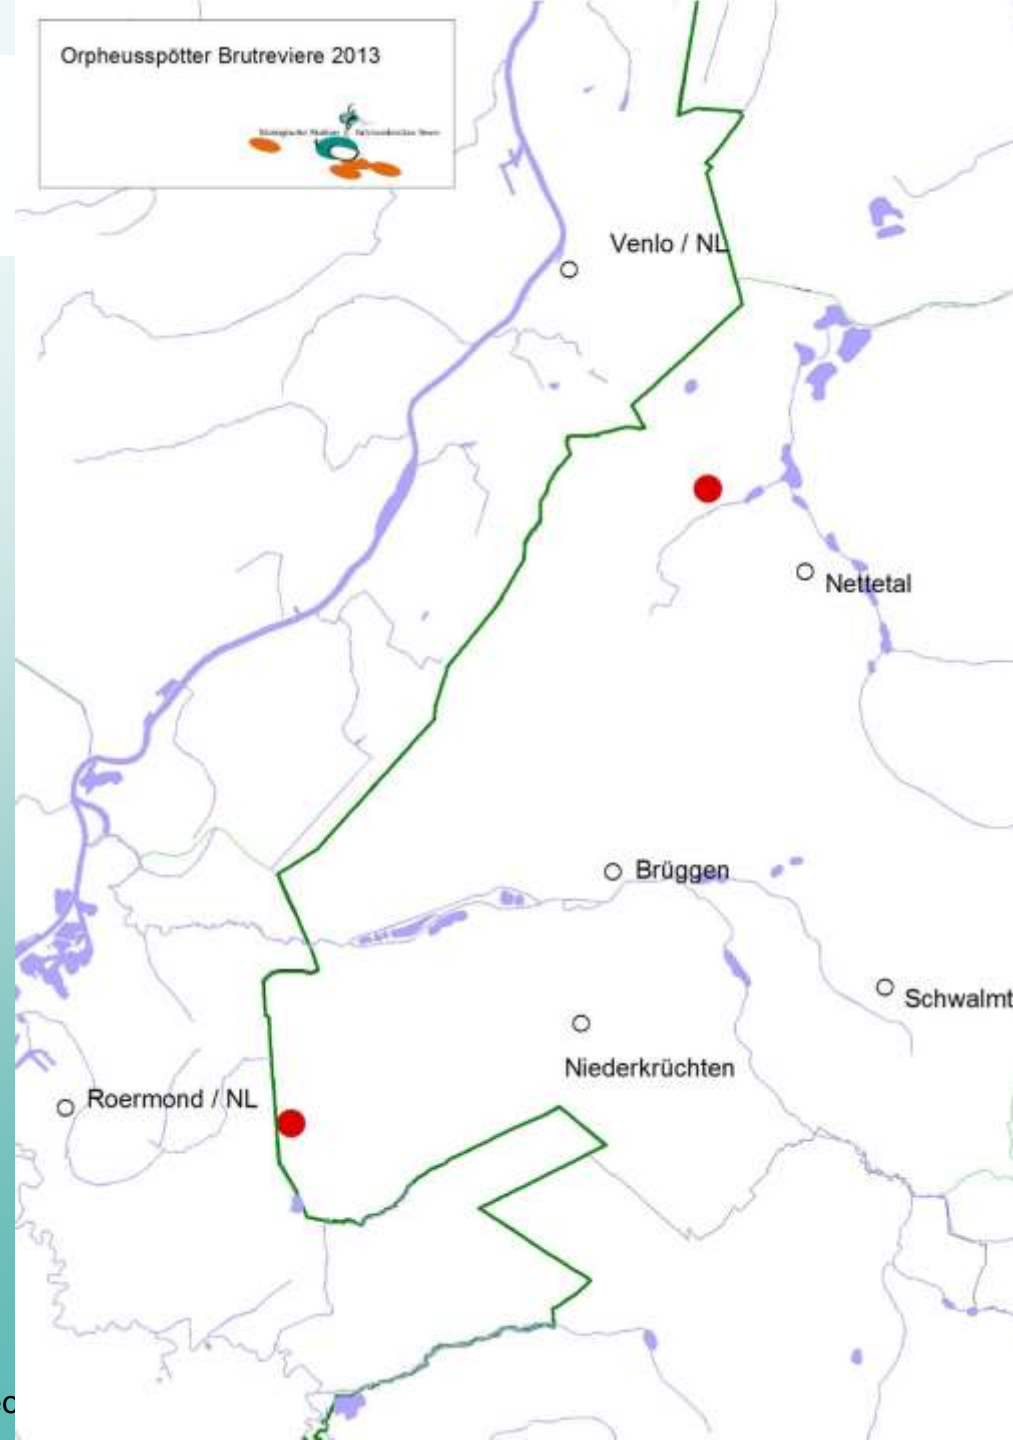 Orpheusspötter Brutreviere 2013
Venlo / NL
Nettetal
Brüggen
Schwalmt
Niederkrüchten
Roermond / NL